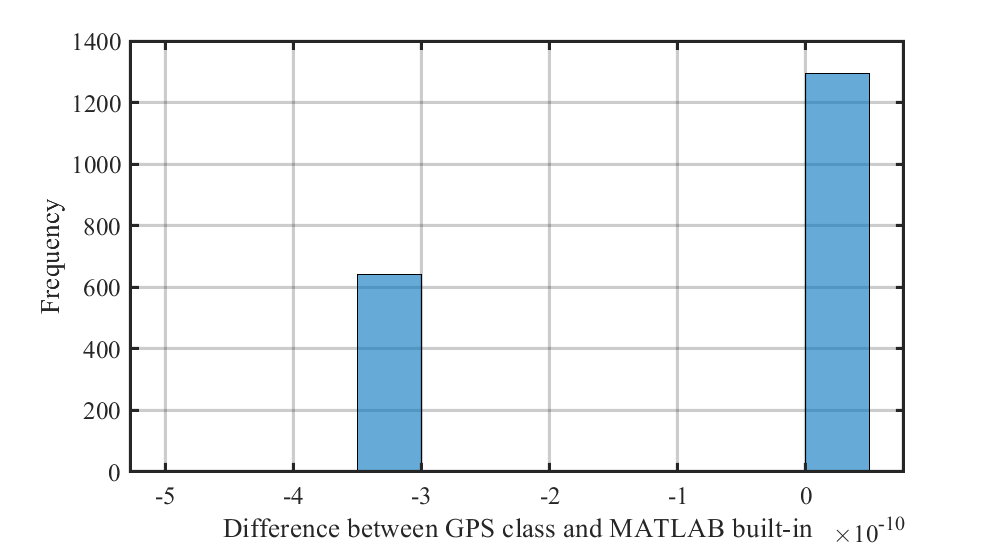 1400
1200
1000
800
600
400
200
0
Frequency
-5 -4 -3 -2 -1 0
Difference between GPS class and MATLAB built-in ×10⁻¹⁰